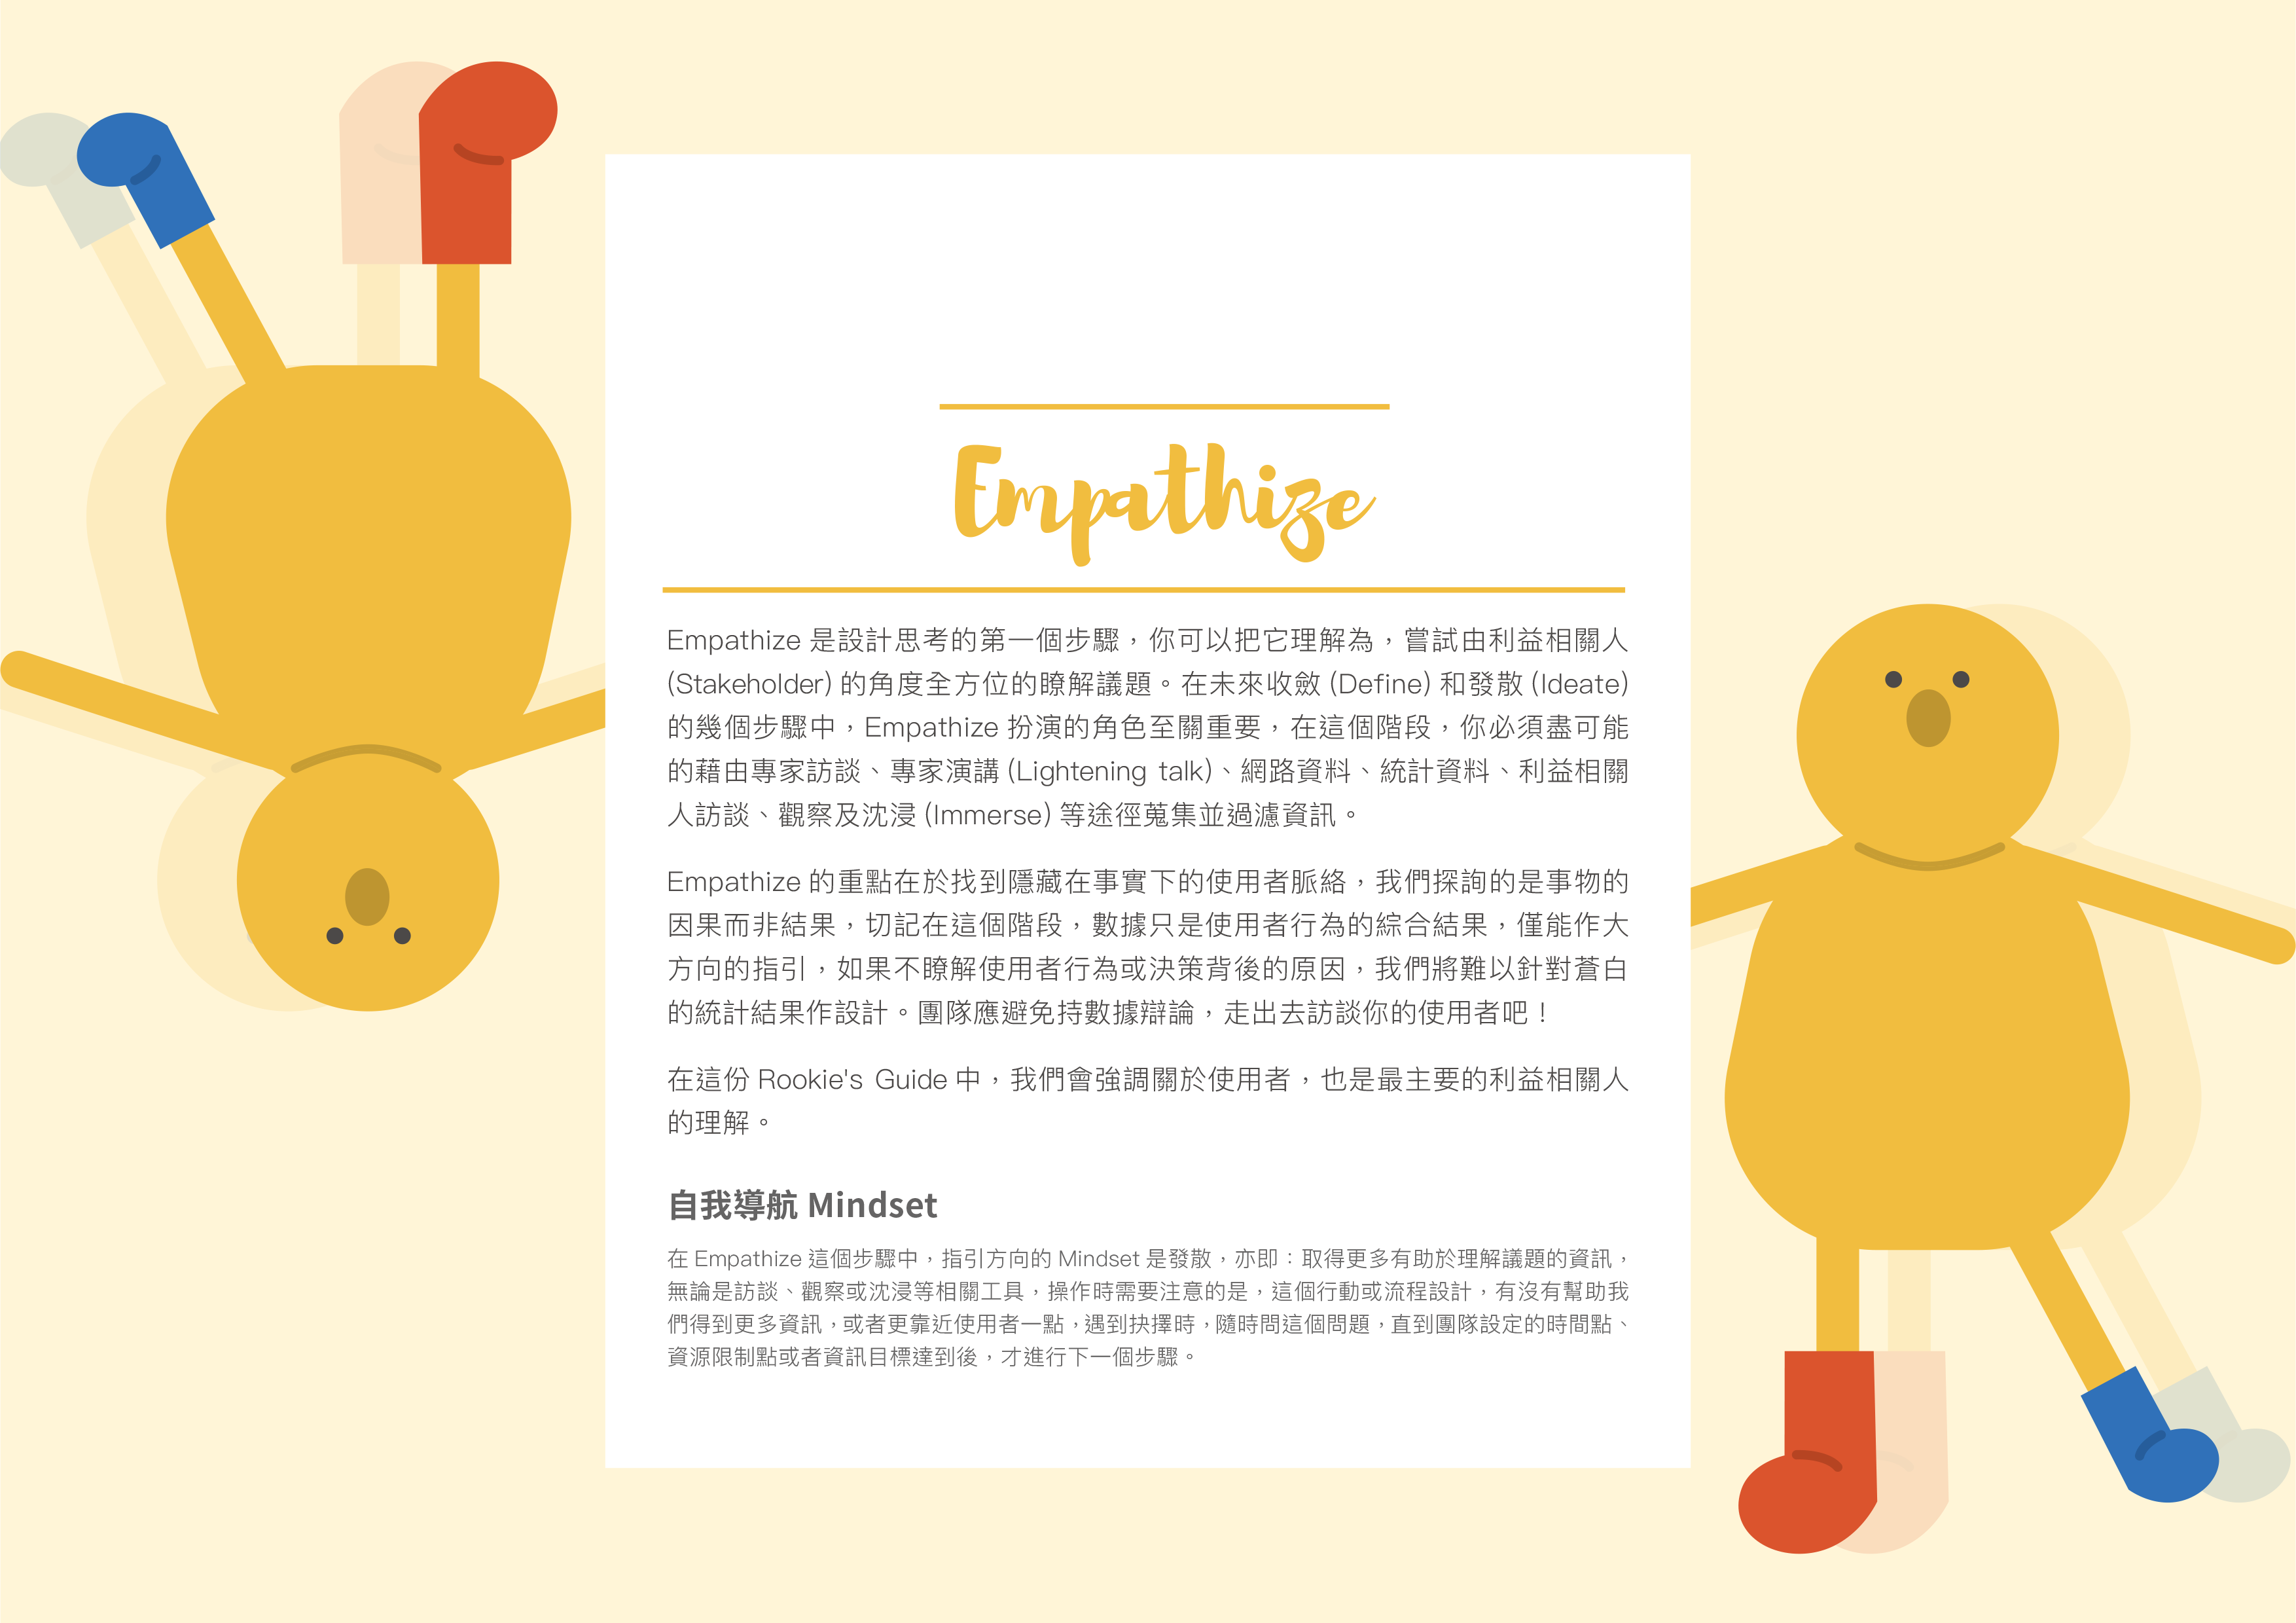 Empathize
Empathize 是設計思考的第一個步驟，你可以把它理解為，嘗試由利益相關人
(Stakeholder) 的角度全方位的瞭解議題。在未來收斂 (Define) 和發散 (Ideate)
的幾個步驟中，Empathize 扮演的角色至關重要，在這個階段，你必須盡可能
的藉由專家訪談、專家演講 (Lightening talk)、網路資料、統計資料、利益相關
人訪談、觀察及沈浸 (Immerse) 等途徑蒐集並過濾資訊。
Empathize 的重點在於找到隱藏在事實下的使用者脈絡，我們探詢的是事物的
因果而非結果，切記在這個階段，數據只是使用者行為的綜合結果，僅能作大
方向的指引，如果不瞭解使用者行為或決策背後的原因，我們將難以針對蒼白
的統計結果作設計。團隊應避免持數據辯論，走出去訪談你的使用者吧！
在這份 Rookie's Guide 中，我們會強調關於使用者，也是最主要的利益相關人
的理解。
自我導航 Mindset
在 Empathize 這個步驟中，指引方向的 Mindset 是發散，亦即：取得更多有助於理解議題的資訊，
無論是訪談、觀察或沈浸等相關工具，操作時需要注意的是，這個行動或流程設計，有沒有幫助我
們得到更多資訊，或者更靠近使用者一點，遇到抉擇時，隨時問這個問題，直到團隊設定的時間點、
資源限制點或者資訊目標達到後，才進行下一個步驟。